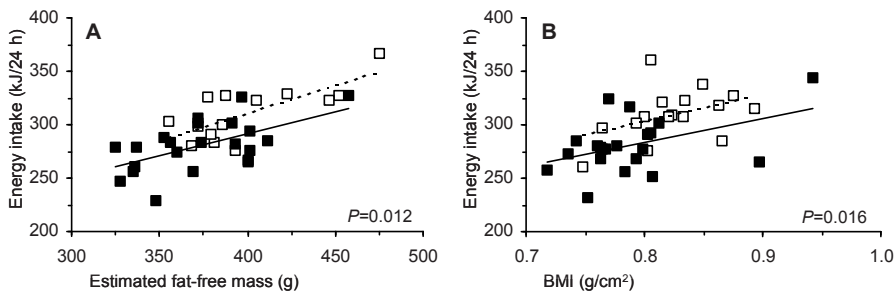 A
Energy intake (kJ/24 h)
400
350
300
250
200
P=0.012
325
350
400
450
500
Estimated fat-free mass (g)
B
Energy intake (kJ/24 h)
400
350
300
250
200
P=0.016
0.7
0.8
0.9
1.0
BMI (g/cm²)